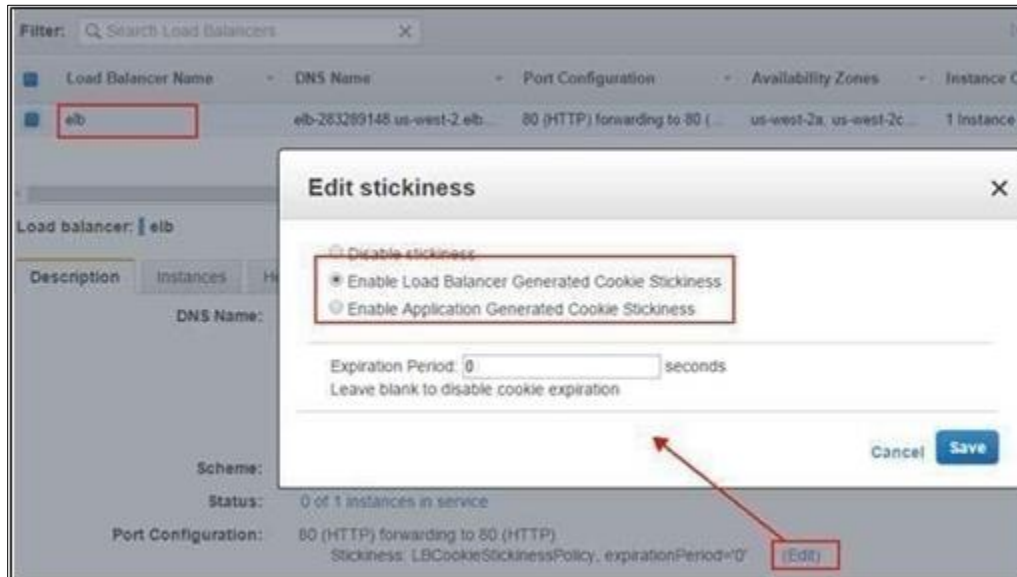 Filter: Search Load Balancers ×
Load Balancer Name DNS Name Port Configuration Availability Zones Instance
elb elb-283289148.us-west-2.elb... 80 (HTTP) forwarding to 80 (... us-west-2a, us-west-2c... 1 Instance
Edit stickiness ×
Load balancer: elb
Disable stickiness
Enable Load Balancer Generated Cookie Stickiness
Enable Application Generated Cookie Stickiness
Description Instances
DNS Name:
Expiration Period: 0 seconds
Leave blank to disable cookie expiration
Cancel Save
Scheme:
Status: 0 of 1 instances in service
Port Configuration: 80 (HTTP) forwarding to 80 (HTTP)
Stickiness: LBCookieStickinessPolicy, expirationPeriod='0' (Edit)